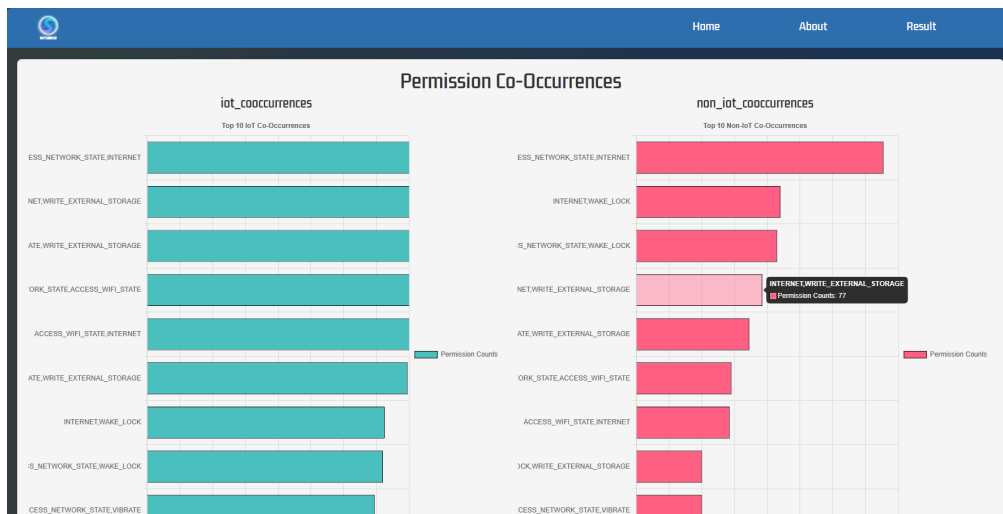 Home About Result
Permission Co-Occurrences
iot_cooccurrences
Top 10 IoT Co-Occurrences
ESS_NETWORK_STATE,INTERNET
NET,WRITE_EXTERNAL_STORAGE
ATE,WRITE_EXTERNAL_STORAGE
ORK_STATE,ACCESS_WIFI_STATE
ACCESS_WIFI_STATE,INTERNET
ATE,WRITE_EXTERNAL_STORAGE
INTERNET,WAKE_LOCK
S_NETWORK_STATE,WAKE_LOCK
CESS_NETWORK_STATE,VIBRATE
Permission Counts
non_iot_cooccurrences
Top 10 Non-IoT Co-Occurrences
ESS_NETWORK_STATE,INTERNET
INTERNET,WAKE_LOCK
S_NETWORK_STATE,WAKE_LOCK
NET,WRITE_EXTERNAL_STORAGE
ATE,WRITE_EXTERNAL_STORAGE
ORK_STATE,ACCESS_WIFI_STATE
ACCESS_WIFI_STATE,INTERNET
OCK,WRITE_EXTERNAL_STORAGE
CESS_NETWORK_STATE,VIBRATE
INTERNET,WRITE_EXTERNAL_STORAGE
Permission Counts: 77
Permission Counts